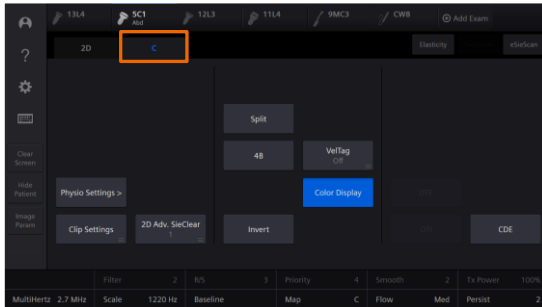 13L4
5C1
Abd
12L3
11L4
9MC3
CW8
Add Exam
?
2D
C
Elasticity
eSieScan
Clear
Screen
Split
4B
VelTag
Off
Hide
Patient
Physio Settings >
Color Display
Image
Param
Clip Settings
2D Adv. SieClear
1
Invert
CDE
Filter 2
R/S 3
Priority 4
Smooth 2
Tx Power 100%
MultiHertz 2.7 MHz
Scale 1220 Hz
Baseline
Map C
Flow Med
Persist 2